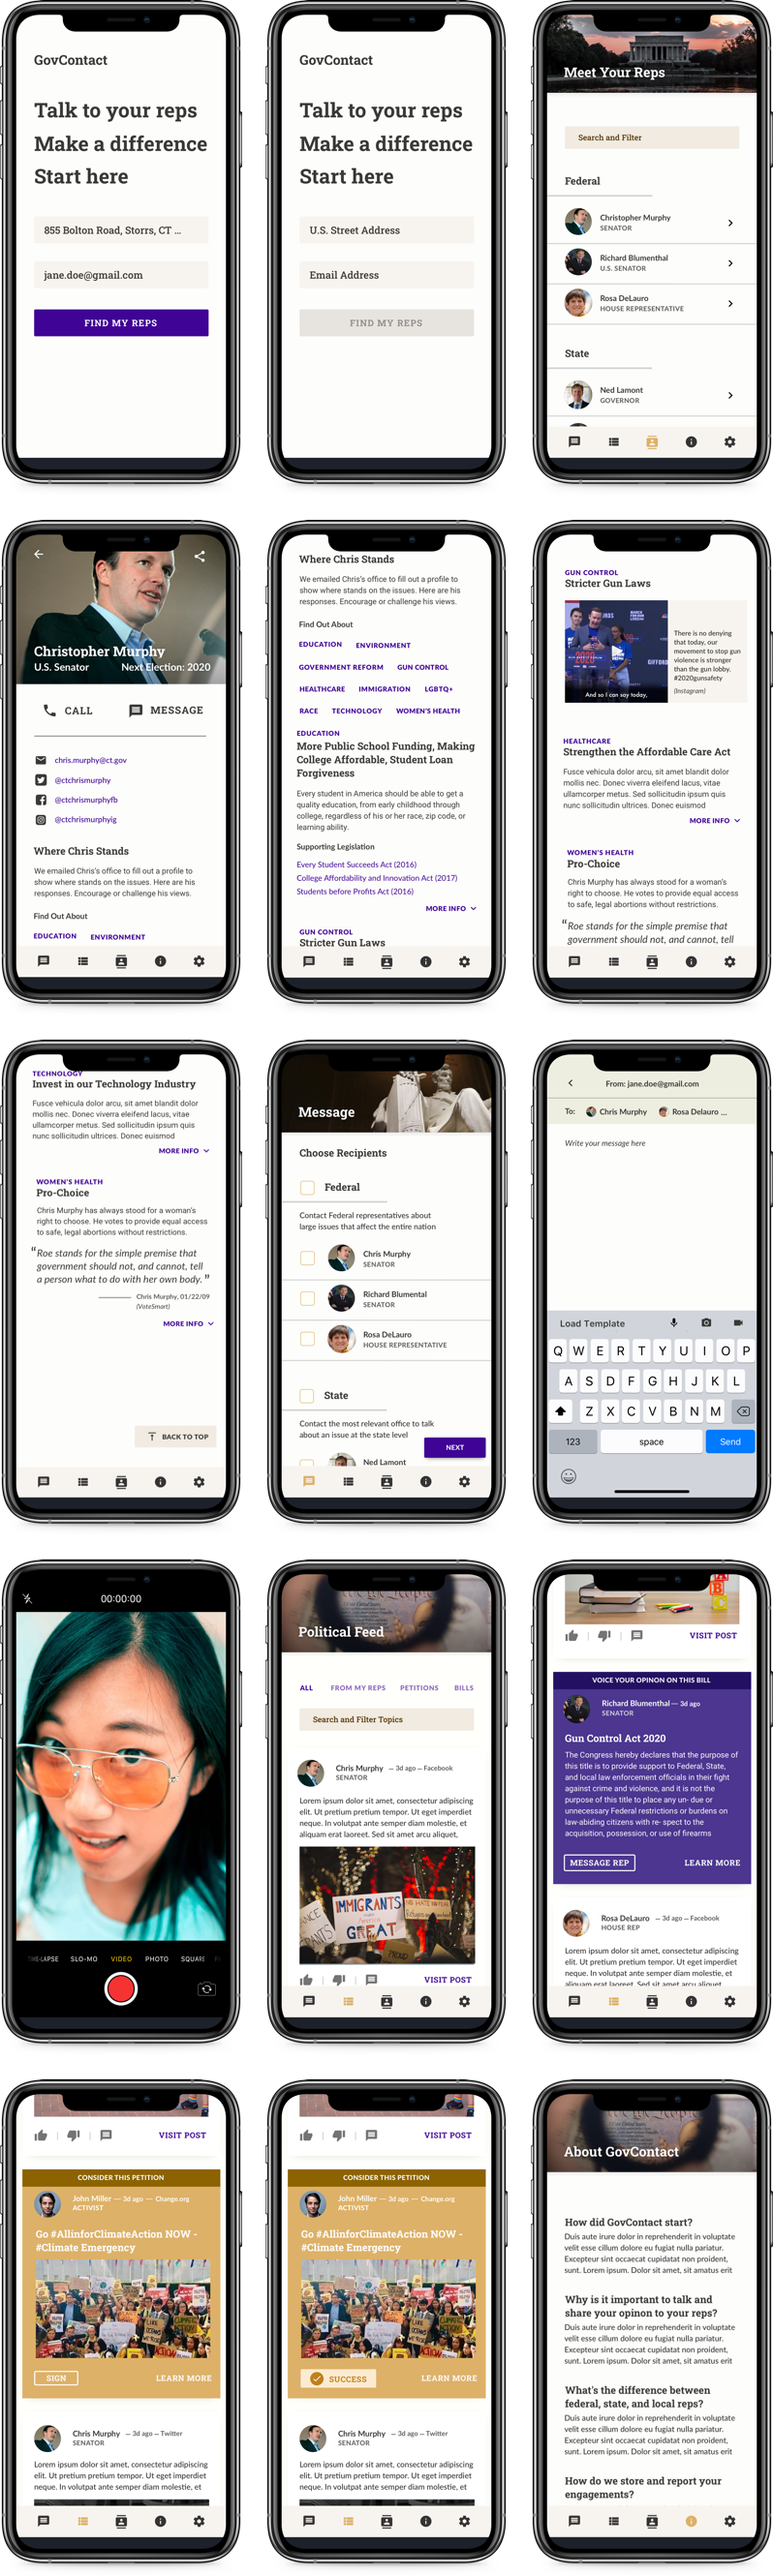 GovContact
Talk to your reps
Make a difference
Start here
855 Bolton Road, Storrs, CT ...
jane.doe@gmail.com
FIND MY REPS
GovContact
Talk to your reps
Make a difference
Start here
U.S. Street Address
Email Address
FIND MY REPS
Meet Your Reps
Search and Filter
Federal
Christopher Murphy
SENATOR
Richard Blumenthal
U.S. SENATOR
Rosa DeLauro
HOUSE REPRESENTATIVE
State
Ned Lamont
GOVERNOR
Christopher Murphy
U.S. Senator Next Election: 2020
CALL MESSAGE
chris.murphy@ct.gov
@ctchrismurphy
@ctchrismurphyfb
@ctchrismurphyig
Where Chris Stands
We emailed Chris's office to fill out a profile to
show where stands on the issues. Here are his
responses. Encourage or challenge his views.
Find Out About
EDUCATION ENVIRONMENT
Where Chris Stands
We emailed Chris's office to fill out a profile to
show where stands on the issues. Here are his
responses. Encourage or challenge his views.
Find Out About
EDUCATION ENVIRONMENT
GOVERNMENT REFORM GUN CONTROL
HEALTHCARE IMMIGRATION LGBTQ+
RACE TECHNOLOGY WOMEN'S HEALTH
EDUCATION
More Public School Funding, Making
College Affordable, Student Loan
Forgiveness
Every student in America should be able to get a
quality education, from early childhood through
college, regardless of his or her race, zip code, or
learning ability.
Supporting Legislation
Every Student Succeeds Act (2016)
College Affordability and Innovation Act (2017)
Students before Profits Act (2016)
MORE INFO
GUN CONTROL
Stricter Gun Laws
GUN CONTROL
Stricter Gun Laws
And so I can say today,
There is no denying
that today, our
movement to stop gun
violence is stronger
than the gun lobby.
#2020gunsafety
(Instagram)
HEALTHCARE
Strengthen the Affordable Care Act
Fusce vehicula dolor arcu, sit amet blandit dolor
mollis nec. Donec viverra eleifend lacus, vitae
ullamcorper metus. Sed sollicitudin ipsum quis
nunc sollicitudin ultrices. Donec euismod
MORE INFO
WOMEN'S HEALTH
Pro-Choice
Chris Murphy has always stood for a woman's
right to choose. He votes to provide equal access
to safe, legal abortions without restrictions.
“Roe stands for the simple premise that
government should not, and cannot, tell
TECHNOLOGY
Invest in our Technology Industry
Fusce vehicula dolor arcu, sit amet blandit dolor
mollis nec. Donec viverra eleifend lacus, vitae
ullamcorper metus. Sed sollicitudin ipsum quis
nunc sollicitudin ultrices. Donec euismod
MORE INFO
WOMEN'S HEALTH
Pro-Choice
Chris Murphy has always stood for a woman's
right to choose. He votes to provide equal access
to safe, legal abortions without restrictions.
“Roe stands for the simple premise that
government should not, and cannot, tell
a person what to do with her own body.”
Chris Murphy, 01/22/09
(VoteSmart)
MORE INFO
BACK TO TOP
Message
Choose Recipients
Federal
Contact Federal representatives about
large issues that affect the entire nation
Chris Murphy
SENATOR
Richard Blumental
SENATOR
Rosa DeLauro
HOUSE REPRESENTATIVE
State
Contact the most relevant office to talk
about an issue at the state level
NEXT
Ned Lamont
From: jane.doe@gmail.com
To: Chris Murphy Rosa Delauro ...
Write your message here
Load Template
Q W E R T Y U I O P
A S D F G H J K L
Z X C V B N M
123 space Send
00:00:00
SLO-MO VIDEO PHOTO SQUARE
Political Feed
ALL FROM MY REPS PETITIONS BILLS
Search and Filter Topics
Chris Murphy — 3d ago — Facebook
SENATOR
Lorem ipsum dolor sit amet, consectetur adipiscing
elit. Ut pretium pretium tempor. Ut eget imperdiet
neque. In volutpat ante semper diam molestie, et
aliquam erat laoreet. Sed sit amet arcu aliquet,
IMMIGRANTS
GREAT
VISIT POST
VISIT POST
VOICE YOUR OPINON ON THIS BILL
Richard Blumenthal — 3d ago
SENATOR
Gun Control Act 2020
The Congress hereby declares that the purpose of
this title is to provide support to Federal, State,
and local law enforcement officials in their fight
against crime and violence, and it is not the
purpose of this title to place any un- due or
unnecessary Federal restrictions or burdens on
law-abiding citizens with re- spect to the
acquisition, possession, or use of firearms
MESSAGE REP LEARN MORE
Rosa DeLauro — 3d ago — Facebook
HOUSE REP
Lorem ipsum dolor sit amet, consectetur adipiscing
elit. Ut pretium pretium tempor. Ut eget imperdiet
neque. In volutpat ante semper diam molestie, et
aliquam erat laoreet. Sed sit amet arcu aliquet,
VISIT POST
CONSIDER THIS PETITION
John Miller — 3d ago — Change.org
ACTIVIST
Go #AllinforClimateAction NOW -
#Climate Emergency
SIGN LEARN MORE
Chris Murphy — 3d ago — Twitter
SENATOR
Lorem ipsum dolor sit amet, consectetur adipiscing
elit. Ut pretium pretium tempor. Ut eget imperdiet
neque. In volutpat ante semper diam molestie, et
VISIT POST
CONSIDER THIS PETITION
John Miller — 3d ago — Change.org
ACTIVIST
Go #AllinforClimateAction NOW -
#Climate Emergency
SUCCESS LEARN MORE
Chris Murphy — 3d ago — Twitter
SENATOR
Lorem ipsum dolor sit amet, consectetur adipiscing
elit. Ut pretium pretium tempor. Ut eget imperdiet
neque. In volutpat ante semper diam molestie, et
About GovContact
How did GovContact start?
Duis aute irure dolor in reprehenderit in voluptate
velit esse cillum dolore eu fugiat nulla pariatur.
Excepteur sint occaecat cupidatat non proident,
sunt. Lorem ipsum. Dolor sit amet, sit amatus erit
Why is it important to talk and
share your opinon to your reps?
Duis aute irure dolor in reprehenderit in voluptate
velit esse cillum dolore eu fugiat nulla pariatur.
Excepteur sint occaecat cupidatat non proident,
sunt. Lorem ipsum. Dolor sit amet, sit amatus erit
What's the difference between
federal, state, and local reps?
Duis aute irure dolor in reprehenderit in voluptate
velit esse cillum dolore eu fugiat nulla pariatur.
Excepteur sint occaecat cupidatat non proident,
sunt. Lorem ipsum. Dolor sit amet, sit amatus erit
How do we store and report your
engagements?